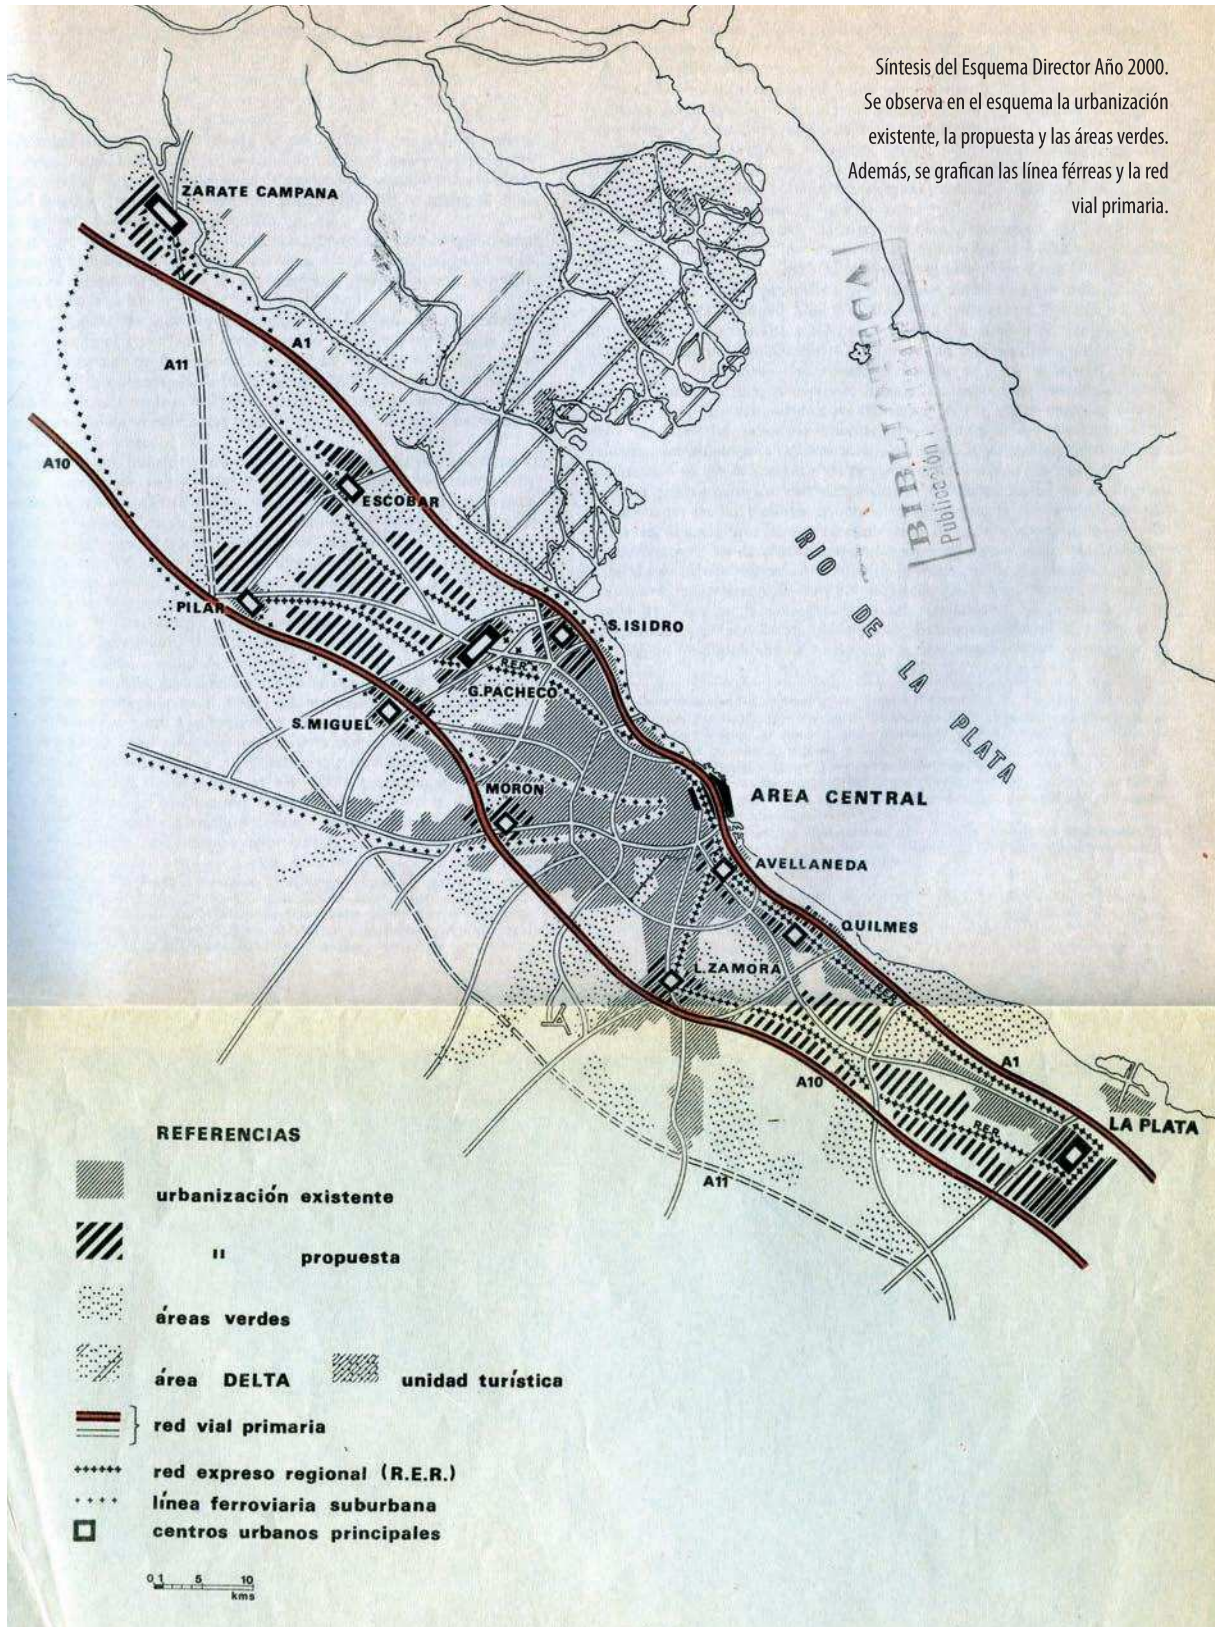 Síntesis del Esquema Director Año 2000.
Se observa en el esquema la urbanización
existente, la propuesta y las áreas verdes.
Además, se grafican las línea férreas y la red
vial primaria.
ZARATE CAMPANA
A1
A11
A10
ESCOBAR
PILAR
S. ISIDRO
RER
G.PACHECO
S.MIGUEL
MORON
RIO DE LA PLATA
BIBLIOTECA
AREA CENTRAL
AVELLANEDA
QUILMES
L.ZAMORA
RER
A1
A10
RER
LA PLATA
A11
REFERENCIAS
urbanización existente
" propuesta
áreas verdes
área DELTA
unidad turística
red vial primaria
red expreso regional (R.E.R.)
línea ferroviaria suburbana
centros urbanos principales
0 1 5 10
kms